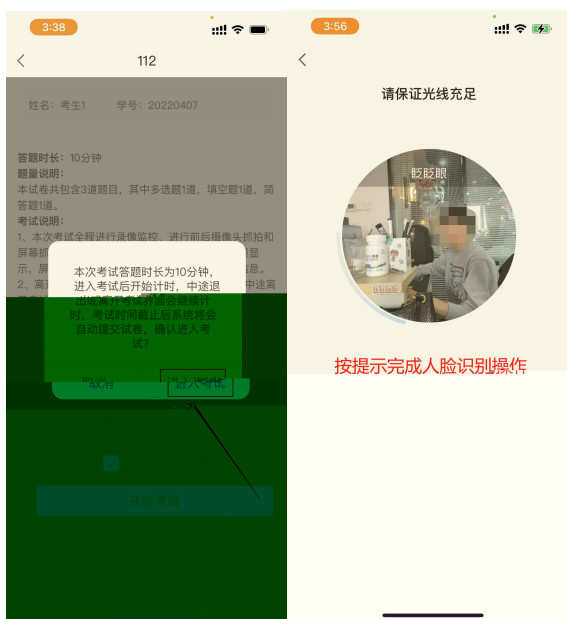 3:38
112
姓名：考生1 学号：20220407
答题时长：10分钟
题量说明：
本试卷共包含3道题目，其中多选题1道，填空题1道，简
答题1道。
考试说明：
1、本次考试全程进行录像监控，进行前后摄像头抓拍和
屏幕抓
示，屏
息。
2、离
中途离
本次考试答题时长为10分钟，
进入考试后开始计时，中途退
出或离开考试界面会继续计
时，考试时间截止后系统将会
自动提交试卷，确认进入考
试？
取消 进入考试
开始考试
3:56
请保证光线充足
眨眨眼
按提示完成人脸识别操作